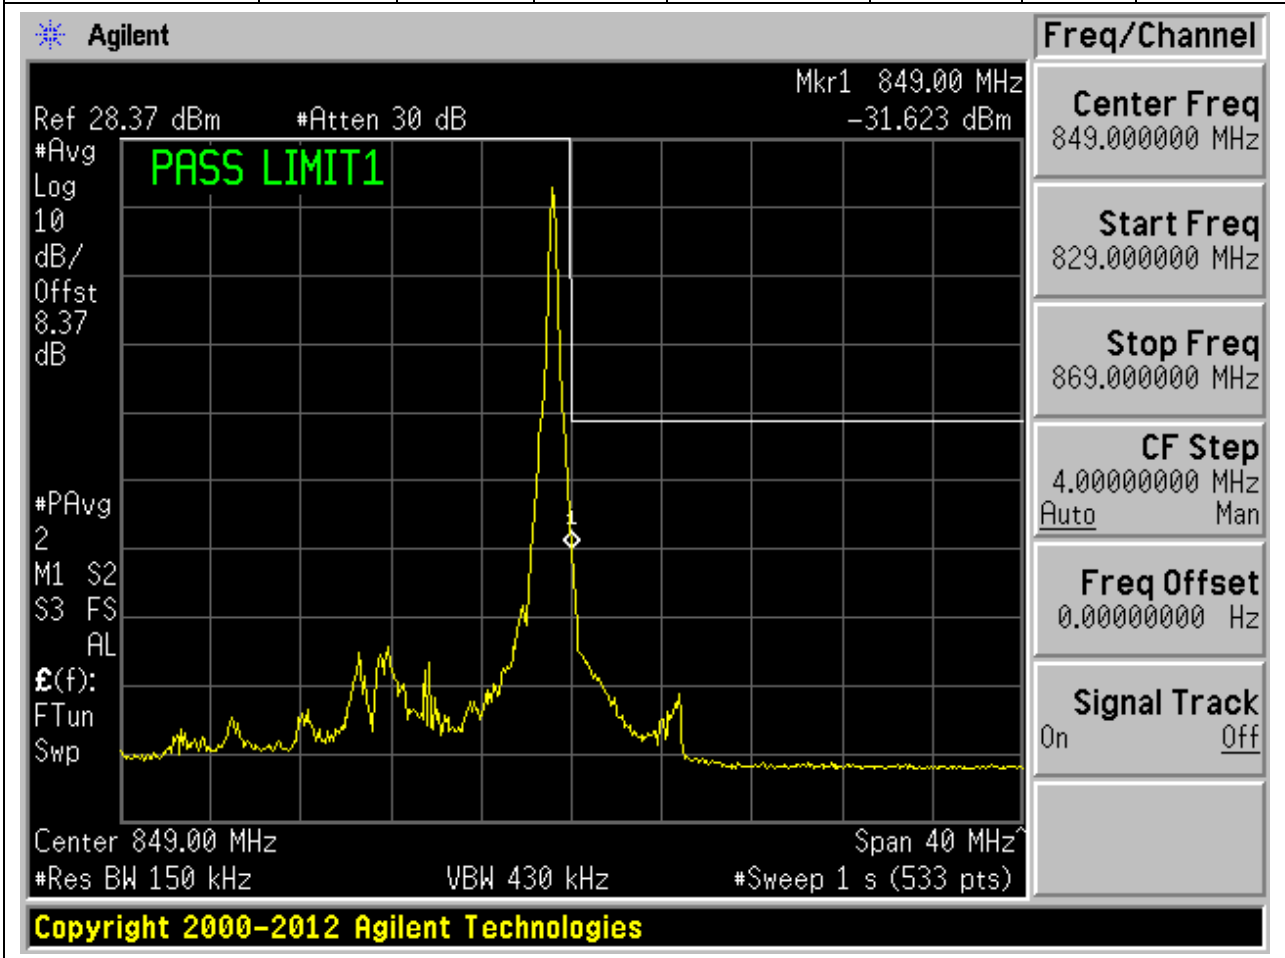 Agilent
Freq/Channel
Mkr1 849.00 MHz
Ref 28.37 dBm #Atten 30 dB -31.623 dBm
#Avg
Log
10
dB/
Offst
8.37
dB
PASS LIMIT1
1
#PAvg
2
M1 S2
S3 FS
AL
£(f):
FTun
Swp
Center 849.00 MHz Span 40 MHz^
#Res BW 150 kHz VBW 430 kHz #Sweep 1 s (533 pts)
Center Freq
849.000000 MHz
Start Freq
829.000000 MHz
Stop Freq
869.000000 MHz
CF Step
4.00000000 MHz
Auto Man
Freq Offset
0.00000000 Hz
Signal Track
On Off
Copyright 2000-2012 Agilent Technologies